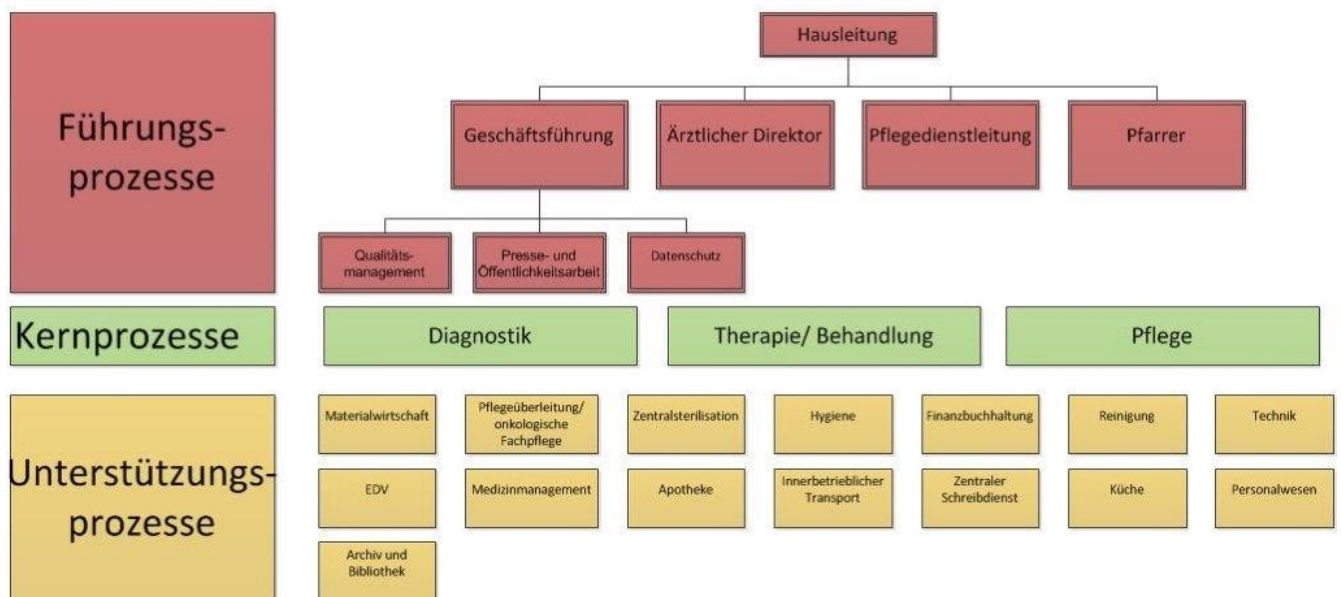 Führungs-
prozesse
Hausleitung
Geschäftsführung
Ärztlicher Direktor
Pflegedienstleitung
Pfarrer
Qualitäts-
management
Presse- und
Öffentlichkeitsarbeit
Datenschutz
Kernprozesse
Diagnostik
Therapie/ Behandlung
Pflege
Unterstützungs-
prozesse
Materialwirtschaft
Pflegeüberleitung/
onkologische
Fachpflege
Zentralsterilisation
Hygiene
Finanzbuchhaltung
Reinigung
Technik
EDV
Medizinmanagement
Apotheke
Innerbetrieblicher
Transport
Zentraler
Schreibdienst
Küche
Personalwesen
Archiv und
Bibliothek